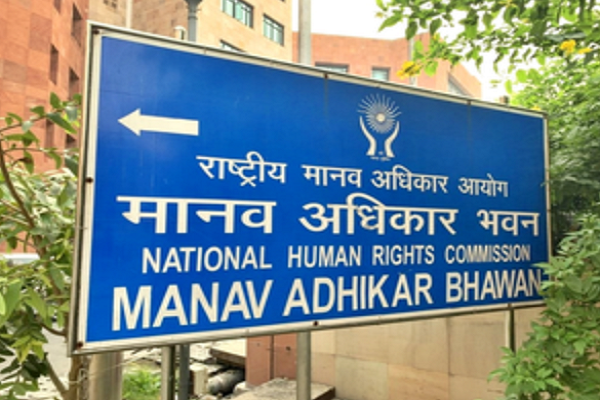 राष्ट्रीय मानव अधिकार आयोग
मानव अधिकार भवन
NATIONAL HUMAN RIGHTS COMMISSION
MANAV ADHIKAR BHAWAN